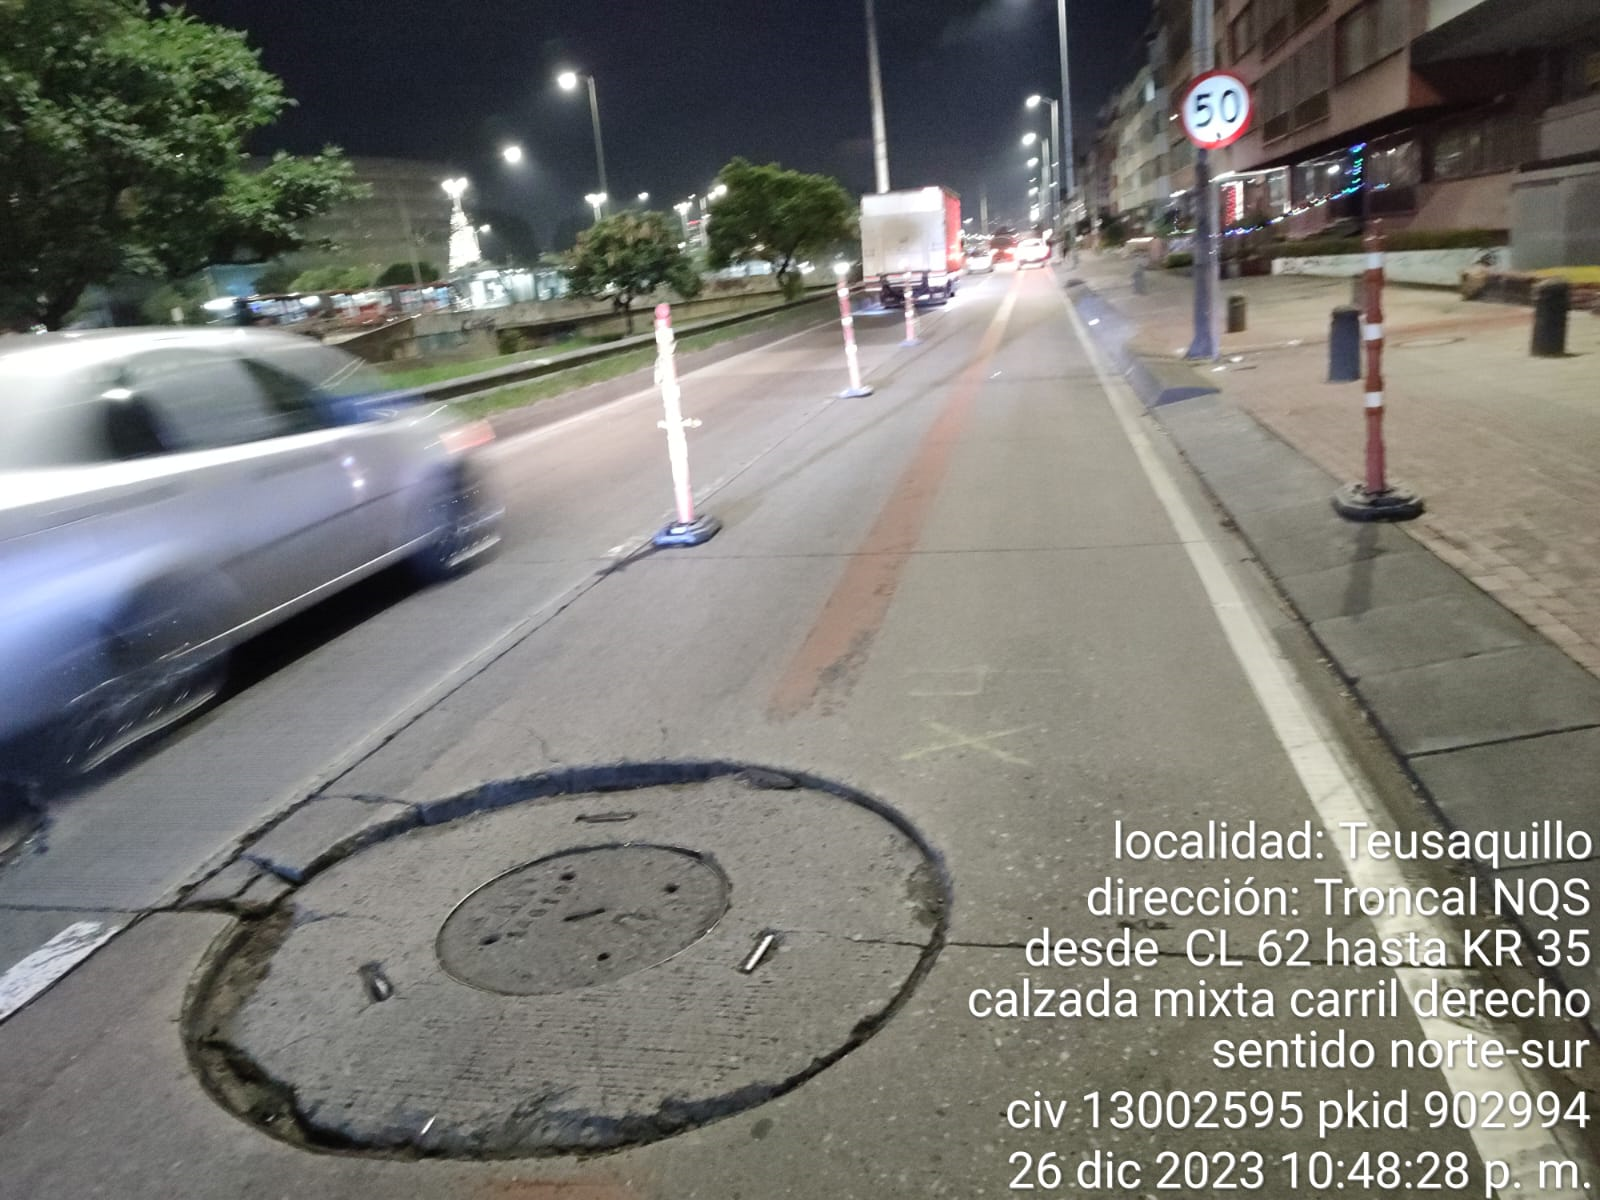 50
localidad: Teusaquillo
dirección: Troncal NQS
desde CL 62 hasta KR 35
calzada mixta carril derecho
sentido norte-sur
civ 13002595 pkid 902994
26 dic 2023 10:48:28 p. m.